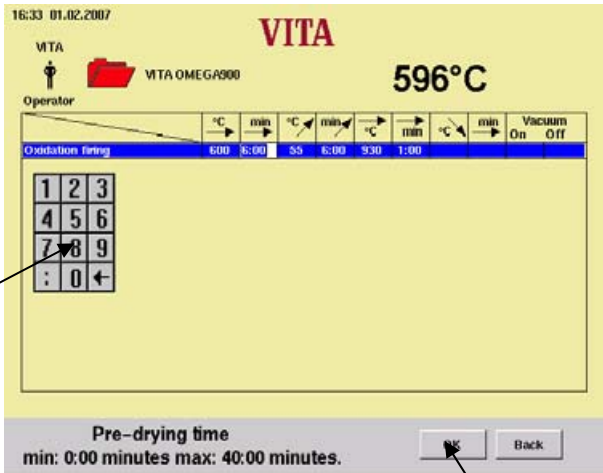 16:33 01.02.2007
VITA
VITA
VITA OMEGA900
596°C
Operator
°C min °C min °C min °C min Vacuum
On Off
Oxidation firing 600 6:00 55 6:00 930 1:00
1 2 3
4 5 6
7 8 9
: 0
Pre-drying time
OK Back
min: 0:00 minutes max: 40:00 minutes.